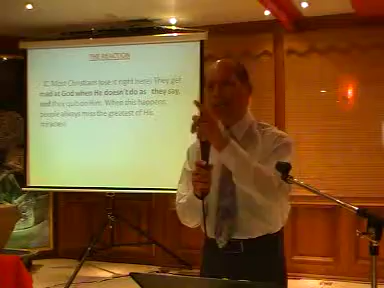 THE REACTION
C. Most Christians lose it right here! They get
mad at God when He doesn't do as they say,
and they quit on Him. When this happens,
people always miss the greatest of His
miracles!